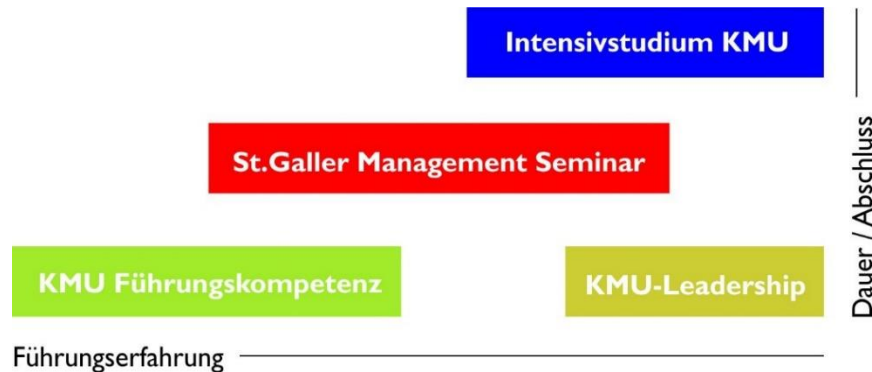 Intensivstudium KMU
St.Galler Management Seminar
KMU Führungskompetenz
KMU-Leadership
Führungserfahrung
Dauer / Abschluss